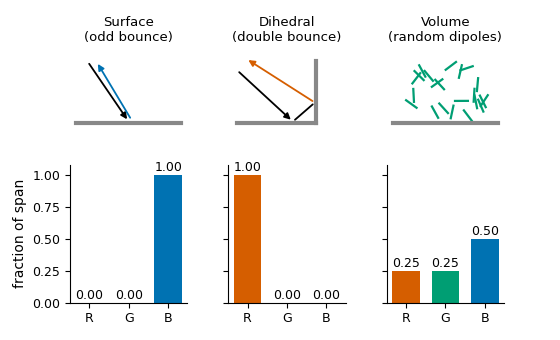 Surface
(odd bounce)
Dihedral
(double bounce)
Volume
(random dipoles)
fraction of span
1.00
0.75
0.50
0.25
0.00
0.00
0.00
1.00
R
G
B
1.00
0.00
0.00
R
G
B
0.25
0.25
0.50
R
G
B